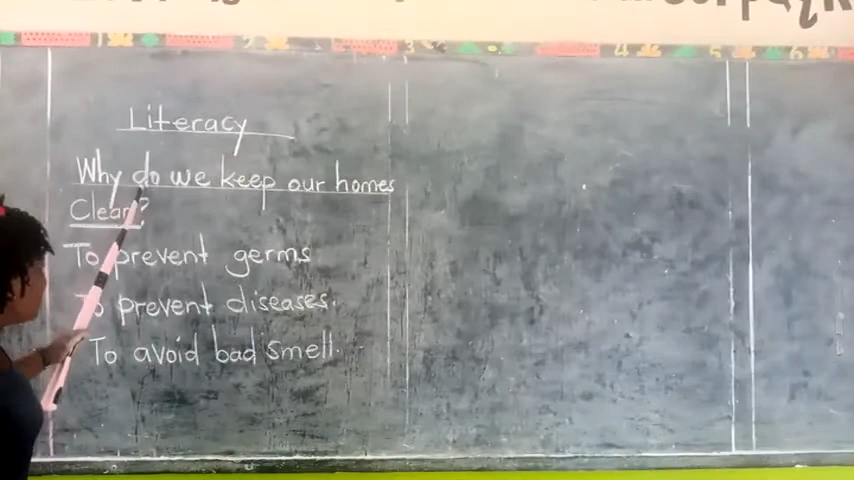 Literacy
Why do we keep our homes
Clean?
To prevent germs
To prevent diseases.
To avoid bad smell.